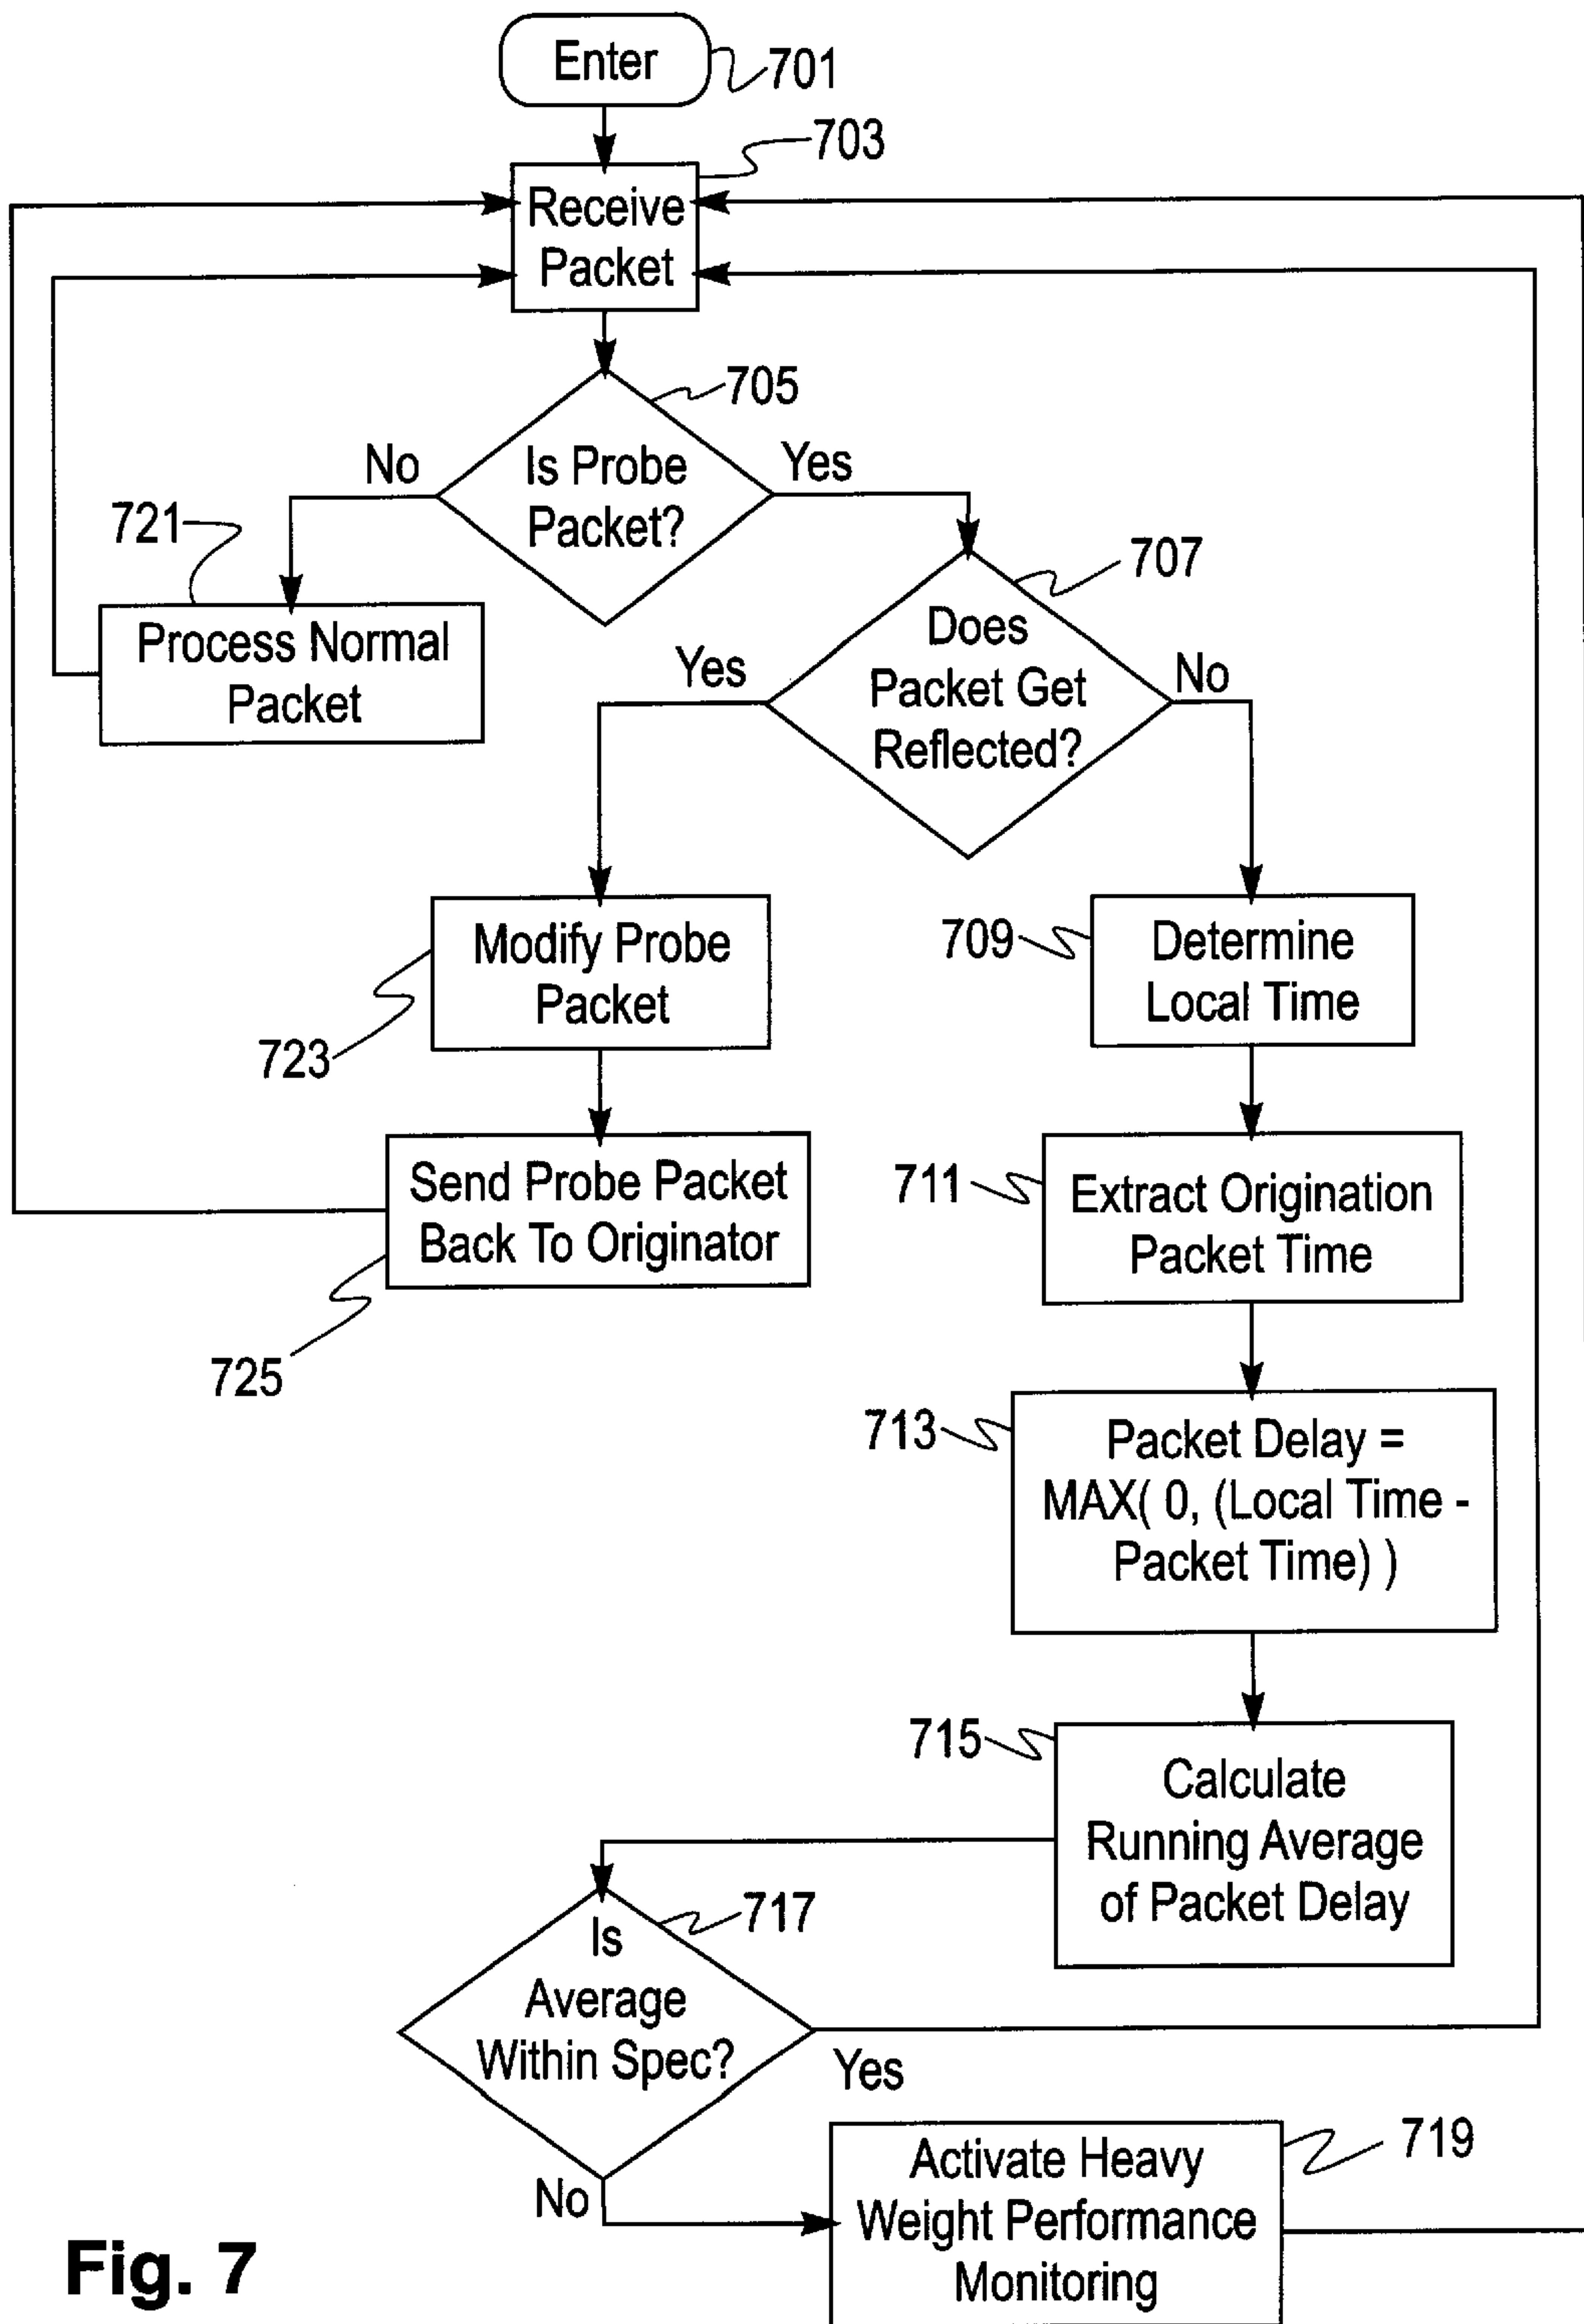 Enter
701
703
Receive
Packet
705
No
Is Probe
Packet?
Yes
721
Process Normal
Packet
707
Yes
Does
Packet Get
Reflected?
No
Modify Probe
Packet
723
709
Determine
Local Time
Send Probe Packet
Back To Originator
725
711
Extract Origination
Packet Time
713
Packet Delay =
MAX( 0, (Local Time -
Packet Time) )
715
Calculate
Running Average
of Packet Delay
717
Is
Average
Within Spec?
Yes
No
719
Activate Heavy
Weight Performance
Monitoring
Fig. 7